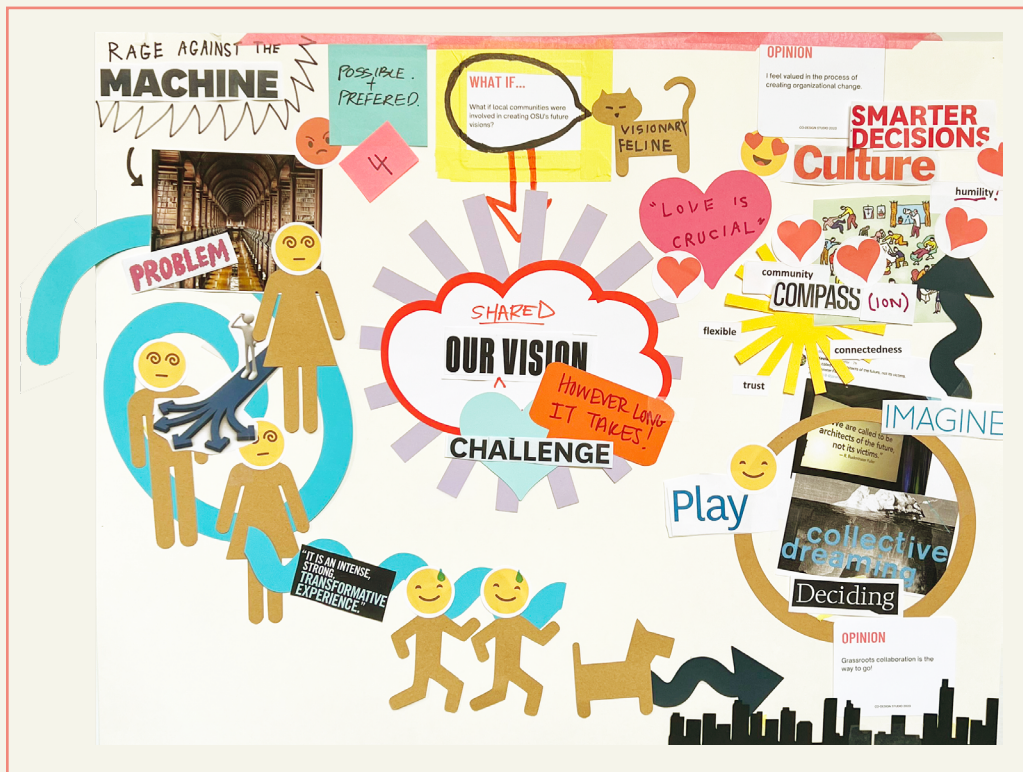 RAGE AGAINST THE
MACHINE
POSSIBLE.
+
PREFERED.
4
WHAT IF...
What if local communities were
involved in creating OSU's future
visions?
VISIONARY
FELINE
OPINION
I feel valued in the process of
creating organizational change.
SMARTER
DECISIONS
Culture
humility!
"LOVE IS
CRUCIAL"
PROBLEM
community
COMPASS (ION)
flexible
connectedness
trust
SHARED
OUR VISION
^
HOWEVER LONG
IT TAKES!
CHALLENGE
IMAGINE
We are called to be
architects of the future,
not its victims."
Play
collective
dreaming
Deciding
"IT IS AN INTENSE,
STRONG,
TRANSFORMATIVE
EXPERIENCE."
OPINION
Grassroots collaboration is the
way to go!